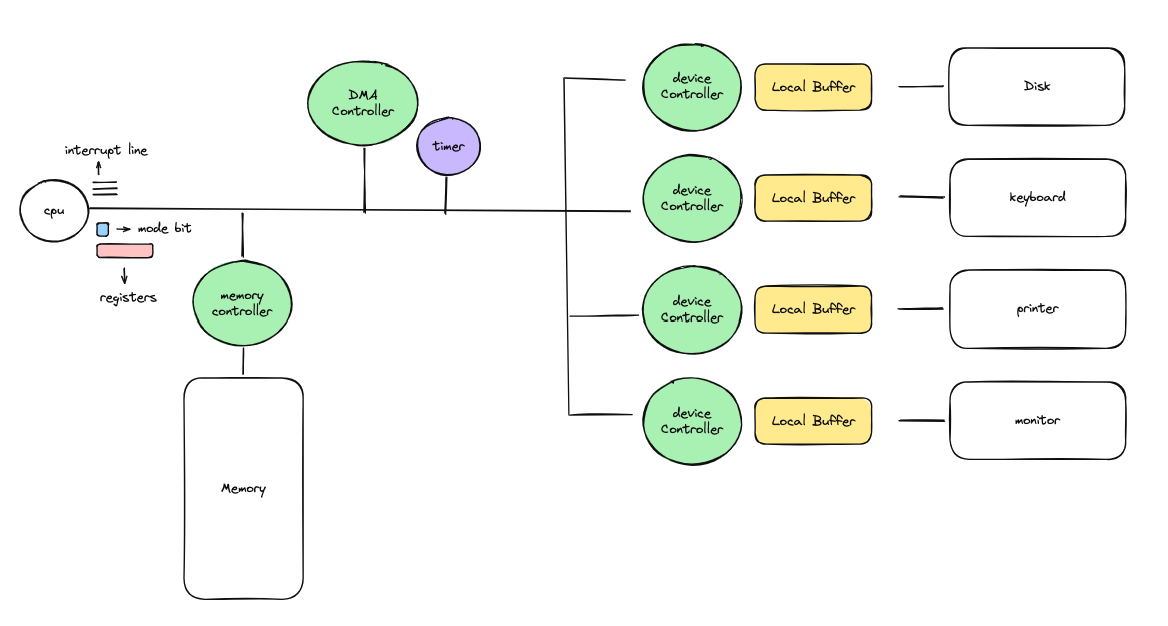 interrupt line
cpu
mode bit
registers
DMA
Controller
timer
memory
controller
Memory
device
Controller
Local Buffer
Disk
device
Controller
Local Buffer
keyboard
device
Controller
Local Buffer
printer
device
Controller
Local Buffer
monitor